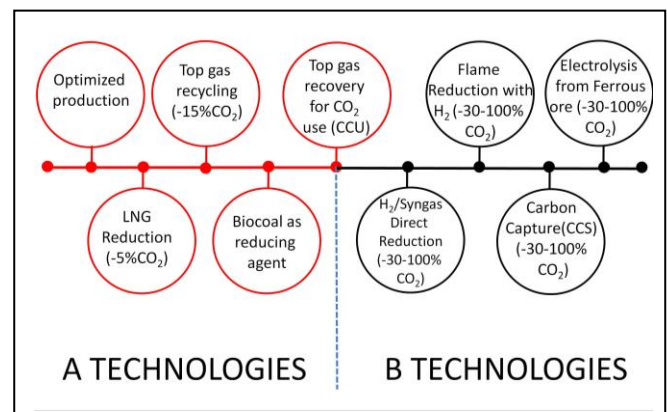 Optimized
production
Top gas
recycling
(-15%CO₂)
Top gas
recovery
for CO₂
use (CCU)
Flame
Reduction with
H₂ (-30-100%
CO₂)
Electrolysis
from Ferrous
ore (-30-100%
CO₂)
LNG
Reduction
(-5%CO₂)
Biocoal as
reducing
agent
H₂/Syngas
Direct
Reduction
(-30-100%
CO₂)
Carbon
Capture(CCS)
(-30-100%
CO₂)
A TECHNOLOGIES
B TECHNOLOGIES